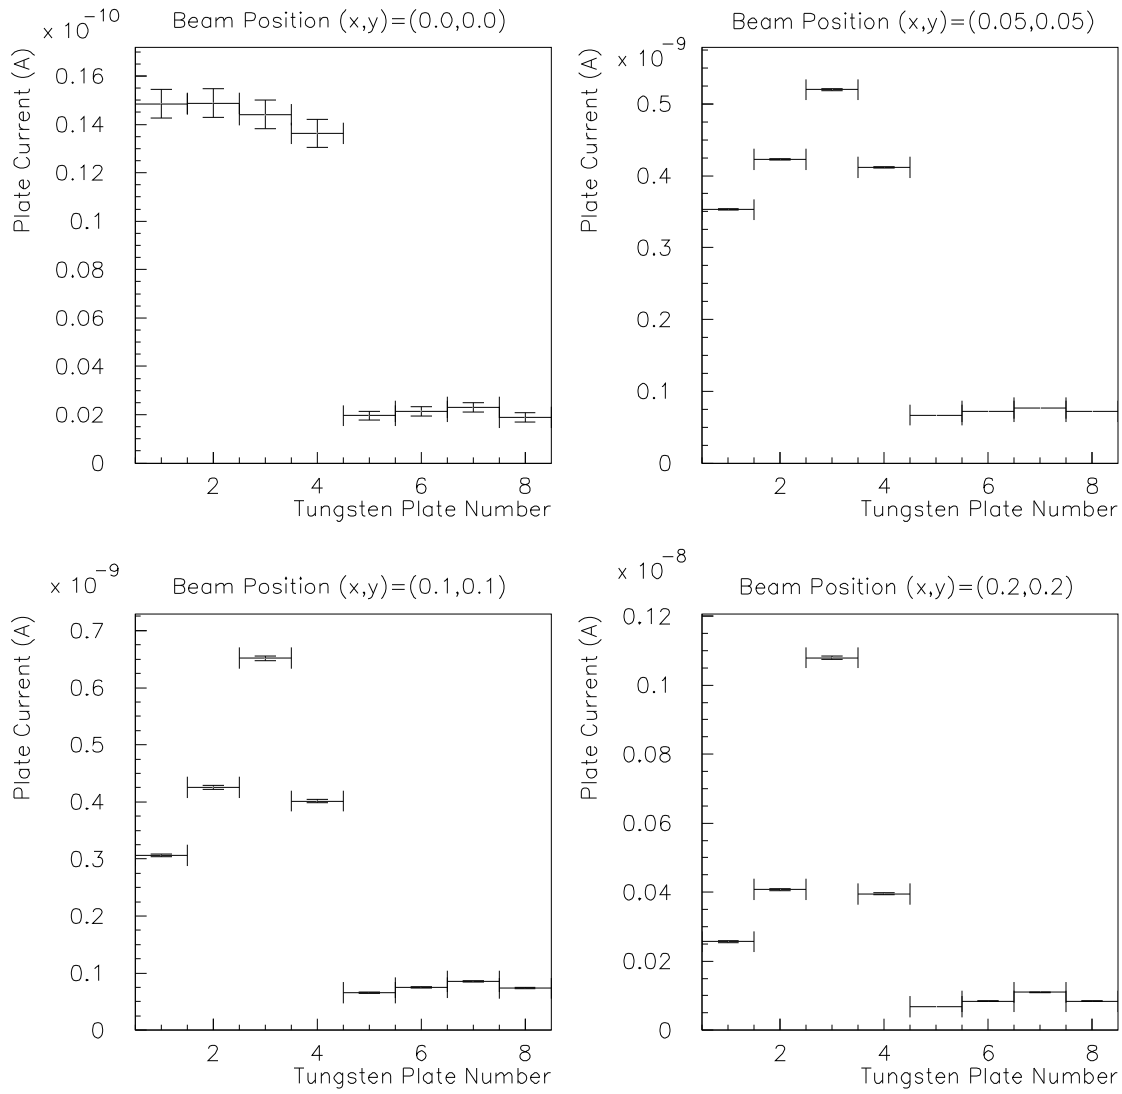 Beam Position (x,y)=(0.0,0.0)
x 10^-10
Plate Current (A)
0.16
0.14
0.12
0.1
0.08
0.06
0.04
0.02
0
2 4 6 8
Tungsten Plate Number
Beam Position (x,y)=(0.05,0.05)
x 10^-9
Plate Current (A)
0.5
0.4
0.3
0.2
0.1
0
2 4 6 8
Tungsten Plate Number
Beam Position (x,y)=(0.1,0.1)
x 10^-9
Plate Current (A)
0.7
0.6
0.5
0.4
0.3
0.2
0.1
0
2 4 6 8
Tungsten Plate Number
Beam Position (x,y)=(0.2,0.2)
x 10^-8
Plate Current (A)
0.12
0.1
0.08
0.06
0.04
0.02
0
2 4 6 8
Tungsten Plate Number